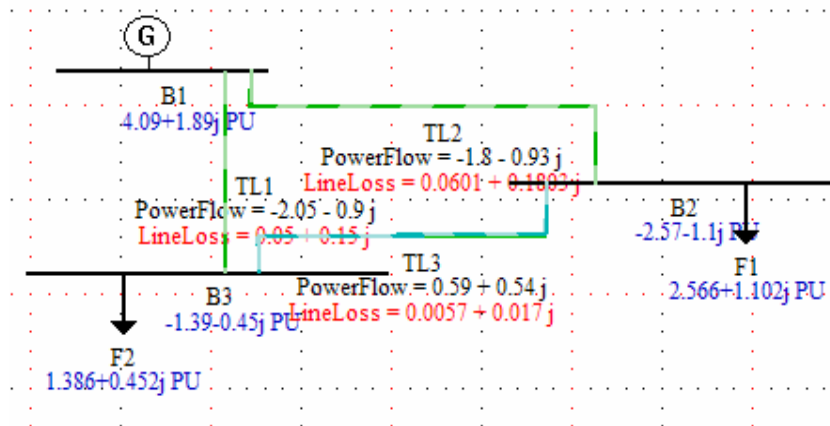 G
B1
4.09+1.89j PU
TL2
PowerFlow = -1.8 - 0.93 j
LineLoss = 0.0601 + 0.1803 j
TL1
PowerFlow = -2.05 - 0.9 j
LineLoss = 0.05 + 0.15 j
B2
-2.57-1.1j PU
F1
2.566+1.102j PU
TL3
PowerFlow = 0.59 + 0.54 j
LineLoss = 0.0057 + 0.017 j
B3
-1.39-0.45j PU
F2
1.386+0.452j PU